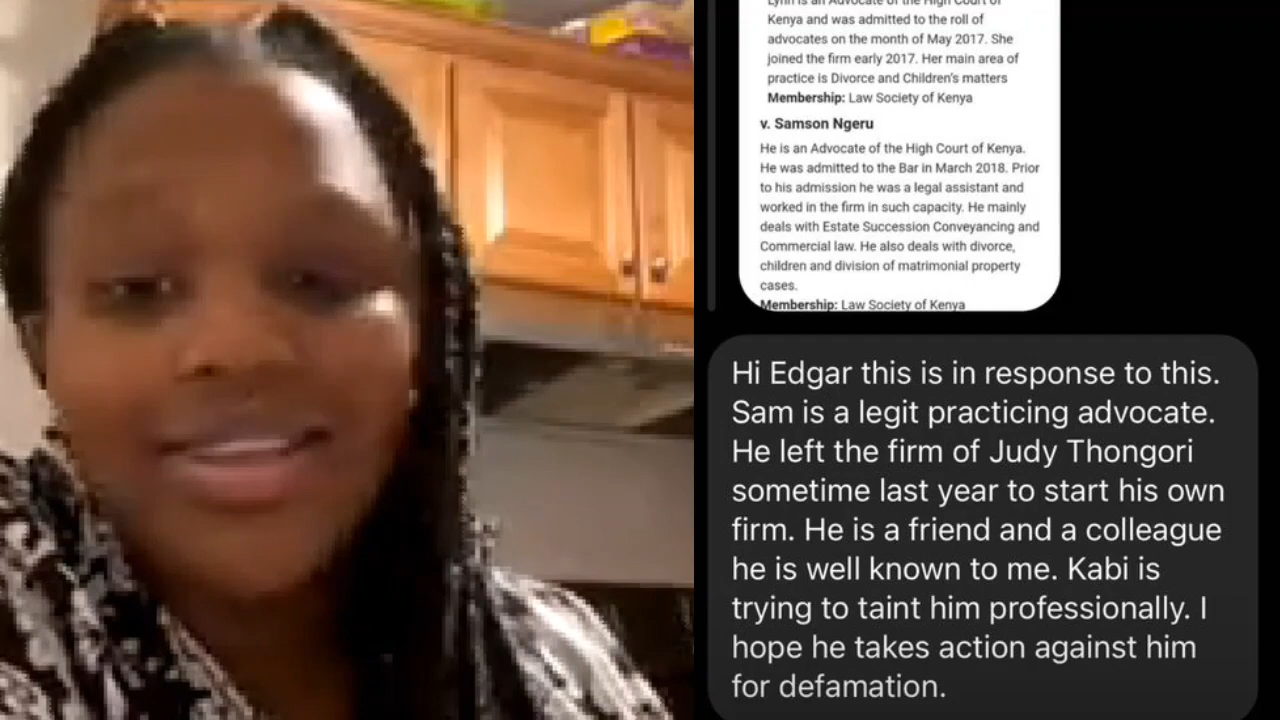 Lynn is an Advocate of the High Court of
Kenya and was admitted to the roll of
advocates on the month of May 2017. She
joined the firm early 2017. Her main area of
practice is Divorce and Children's matters
Membership: Law Society of Kenya
v. Samson Ngeru
He is an Advocate of the High Court of Kenya.
He was admitted to the Bar in March 2018. Prior
to his admission he was a legal assistant and
worked in the firm in such capacity. He mainly
deals with Estate Succession Conveyancing and
Commercial law. He also deals with divorce,
children and division of matrimonial property
cases.
Membership: Law Society of Kenya
Hi Edgar this is in response to this.
Sam is a legit practicing advocate.
He left the firm of Judy Thongori
sometime last year to start his own
firm. He is a friend and a colleague
he is well known to me. Kabi is
trying to taint him professionally. I
hope he takes action against him
for defamation.